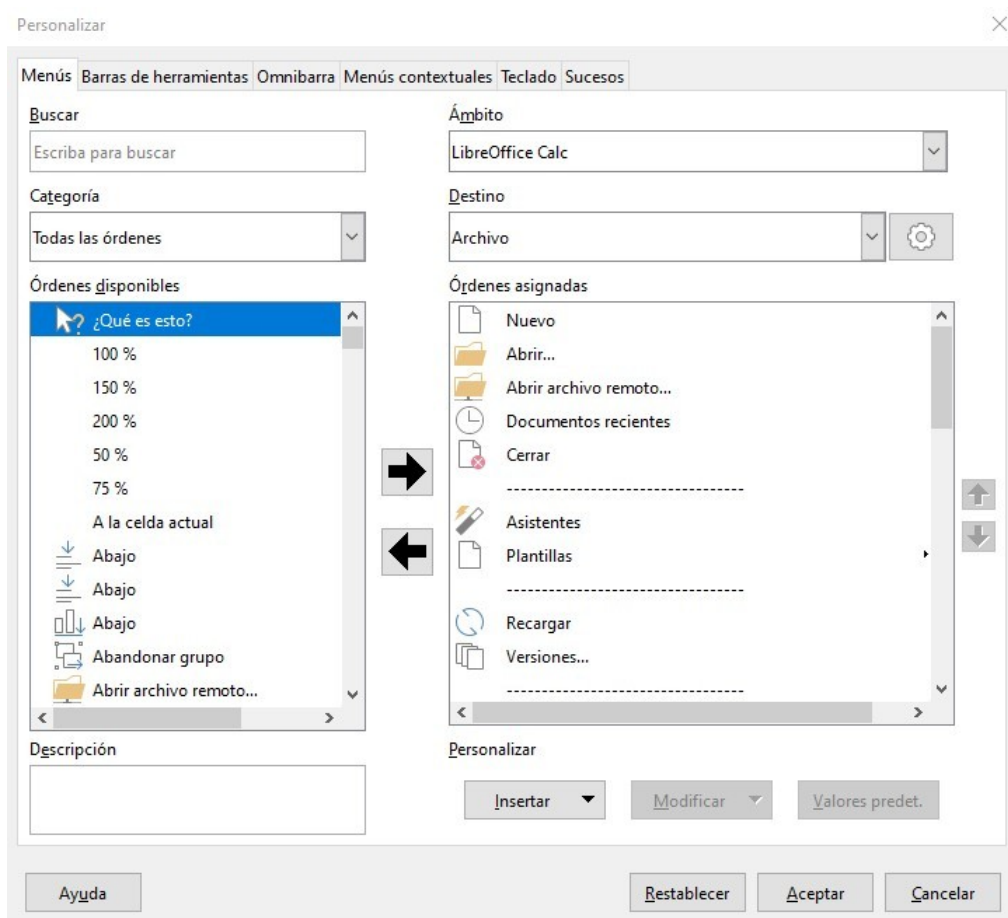 Personalizar
Menús Barras de herramientas Omnibarra Menús contextuales Teclado Sucesos
Buscar
Escriba para buscar
Categoría
Todas las órdenes
Órdenes disponibles
¿Qué es esto?
100 %
150 %
200 %
50 %
75 %
A la celda actual
Abajo
Abajo
Abajo
Abandonar grupo
Abrir archivo remoto...
Descripción
Ámbito
LibreOffice Calc
Destino
Archivo
Órdenes asignadas
Nuevo
Abrir...
Abrir archivo remoto...
Documentos recientes
Cerrar
----------------------------------
Asistentes
Plantillas
----------------------------------
Recargar
Versiones...
----------------------------------
Personalizar
Insertar Modificar Valores predet.
Ayuda Restablecer Aceptar Cancelar